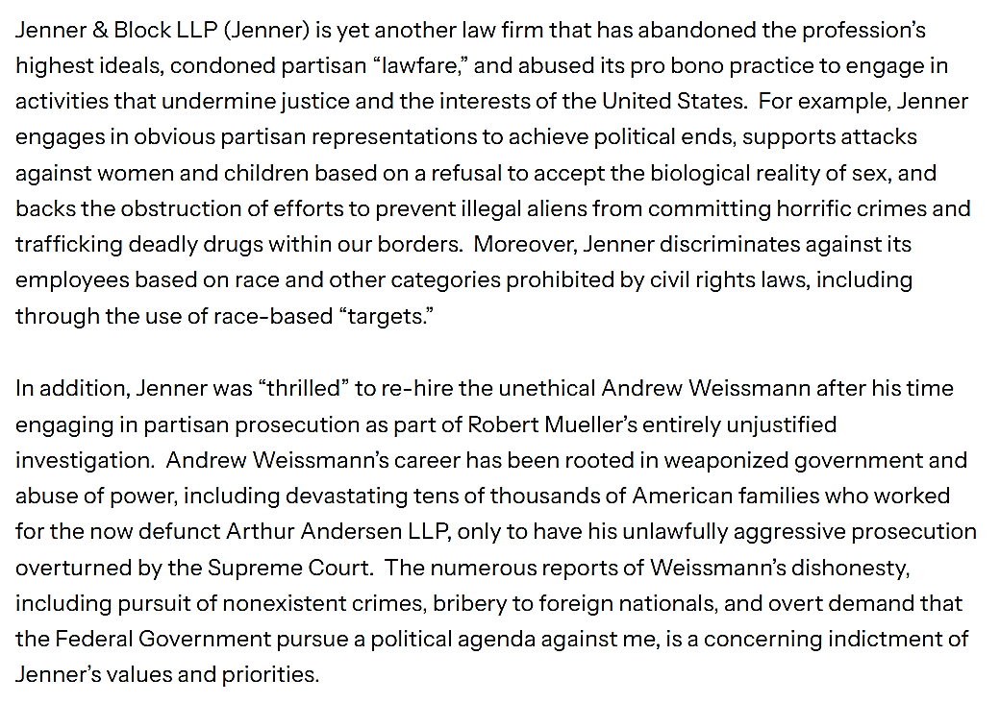 Jenner & Block LLP (Jenner) is yet another law firm that has abandoned the profession’s
highest ideals, condoned partisan “lawfare,” and abused its pro bono practice to engage in
activities that undermine justice and the interests of the United States.  For example, Jenner
engages in obvious partisan representations to achieve political ends, supports attacks
against women and children based on a refusal to accept the biological reality of sex, and
backs the obstruction of efforts to prevent illegal aliens from committing horrific crimes and
trafficking deadly drugs within our borders.  Moreover, Jenner discriminates against its
employees based on race and other categories prohibited by civil rights laws, including
through the use of race-based “targets.”
In addition, Jenner was “thrilled” to re-hire the unethical Andrew Weissmann after his time
engaging in partisan prosecution as part of Robert Mueller’s entirely unjustified
investigation.  Andrew Weissmann’s career has been rooted in weaponized government and
abuse of power, including devastating tens of thousands of American families who worked
for the now defunct Arthur Andersen LLP, only to have his unlawfully aggressive prosecution
overturned by the Supreme Court.  The numerous reports of Weissmann’s dishonesty,
including pursuit of nonexistent crimes, bribery to foreign nationals, and overt demand that
the Federal Government pursue a political agenda against me, is a concerning indictment of
Jenner’s values and priorities.